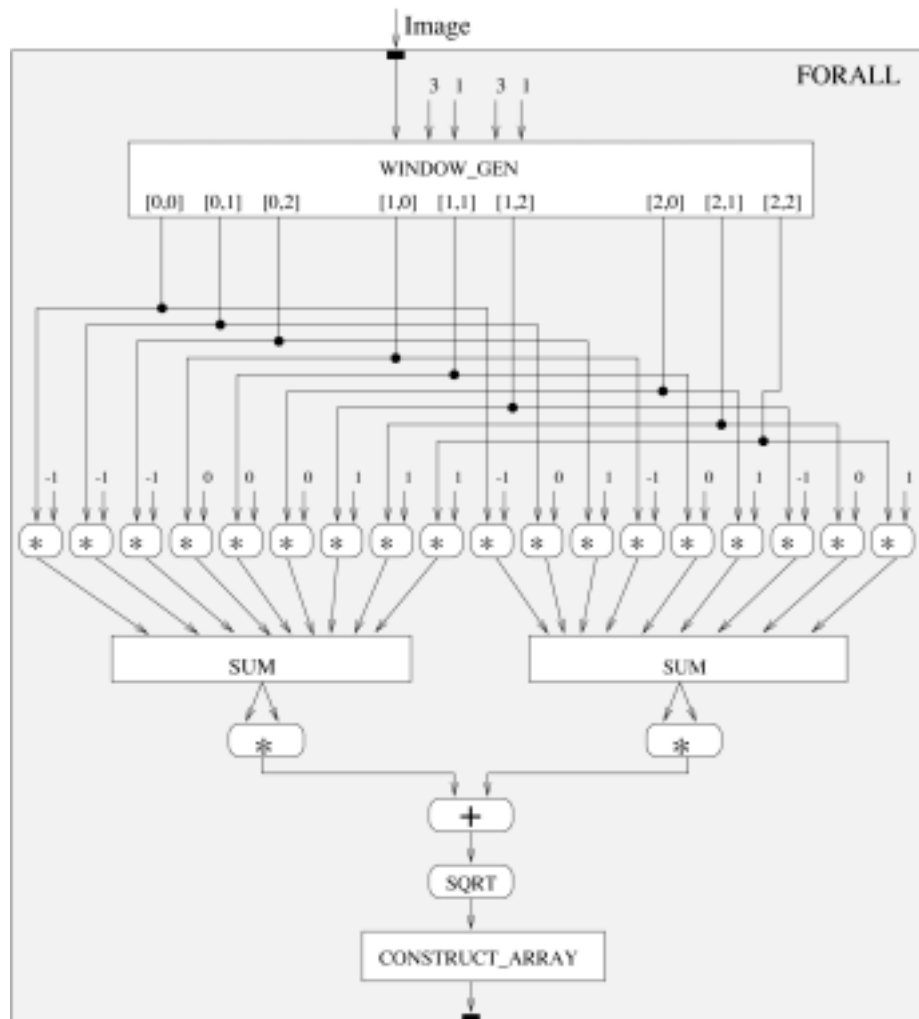 Image
FORALL
3 1 3 1
WINDOW_GEN
[0,0] [0,1] [0,2] [1,0] [1,1] [1,2] [2,0] [2,1] [2,2]
-1 -1 -1 0 0 0 1 1 1 -1 0 1 -1 0 1 -1 0 1
* * * * * * * * * * * * * * * * * *
SUM SUM
* *
+
SQRT
CONSTRUCT_ARRAY